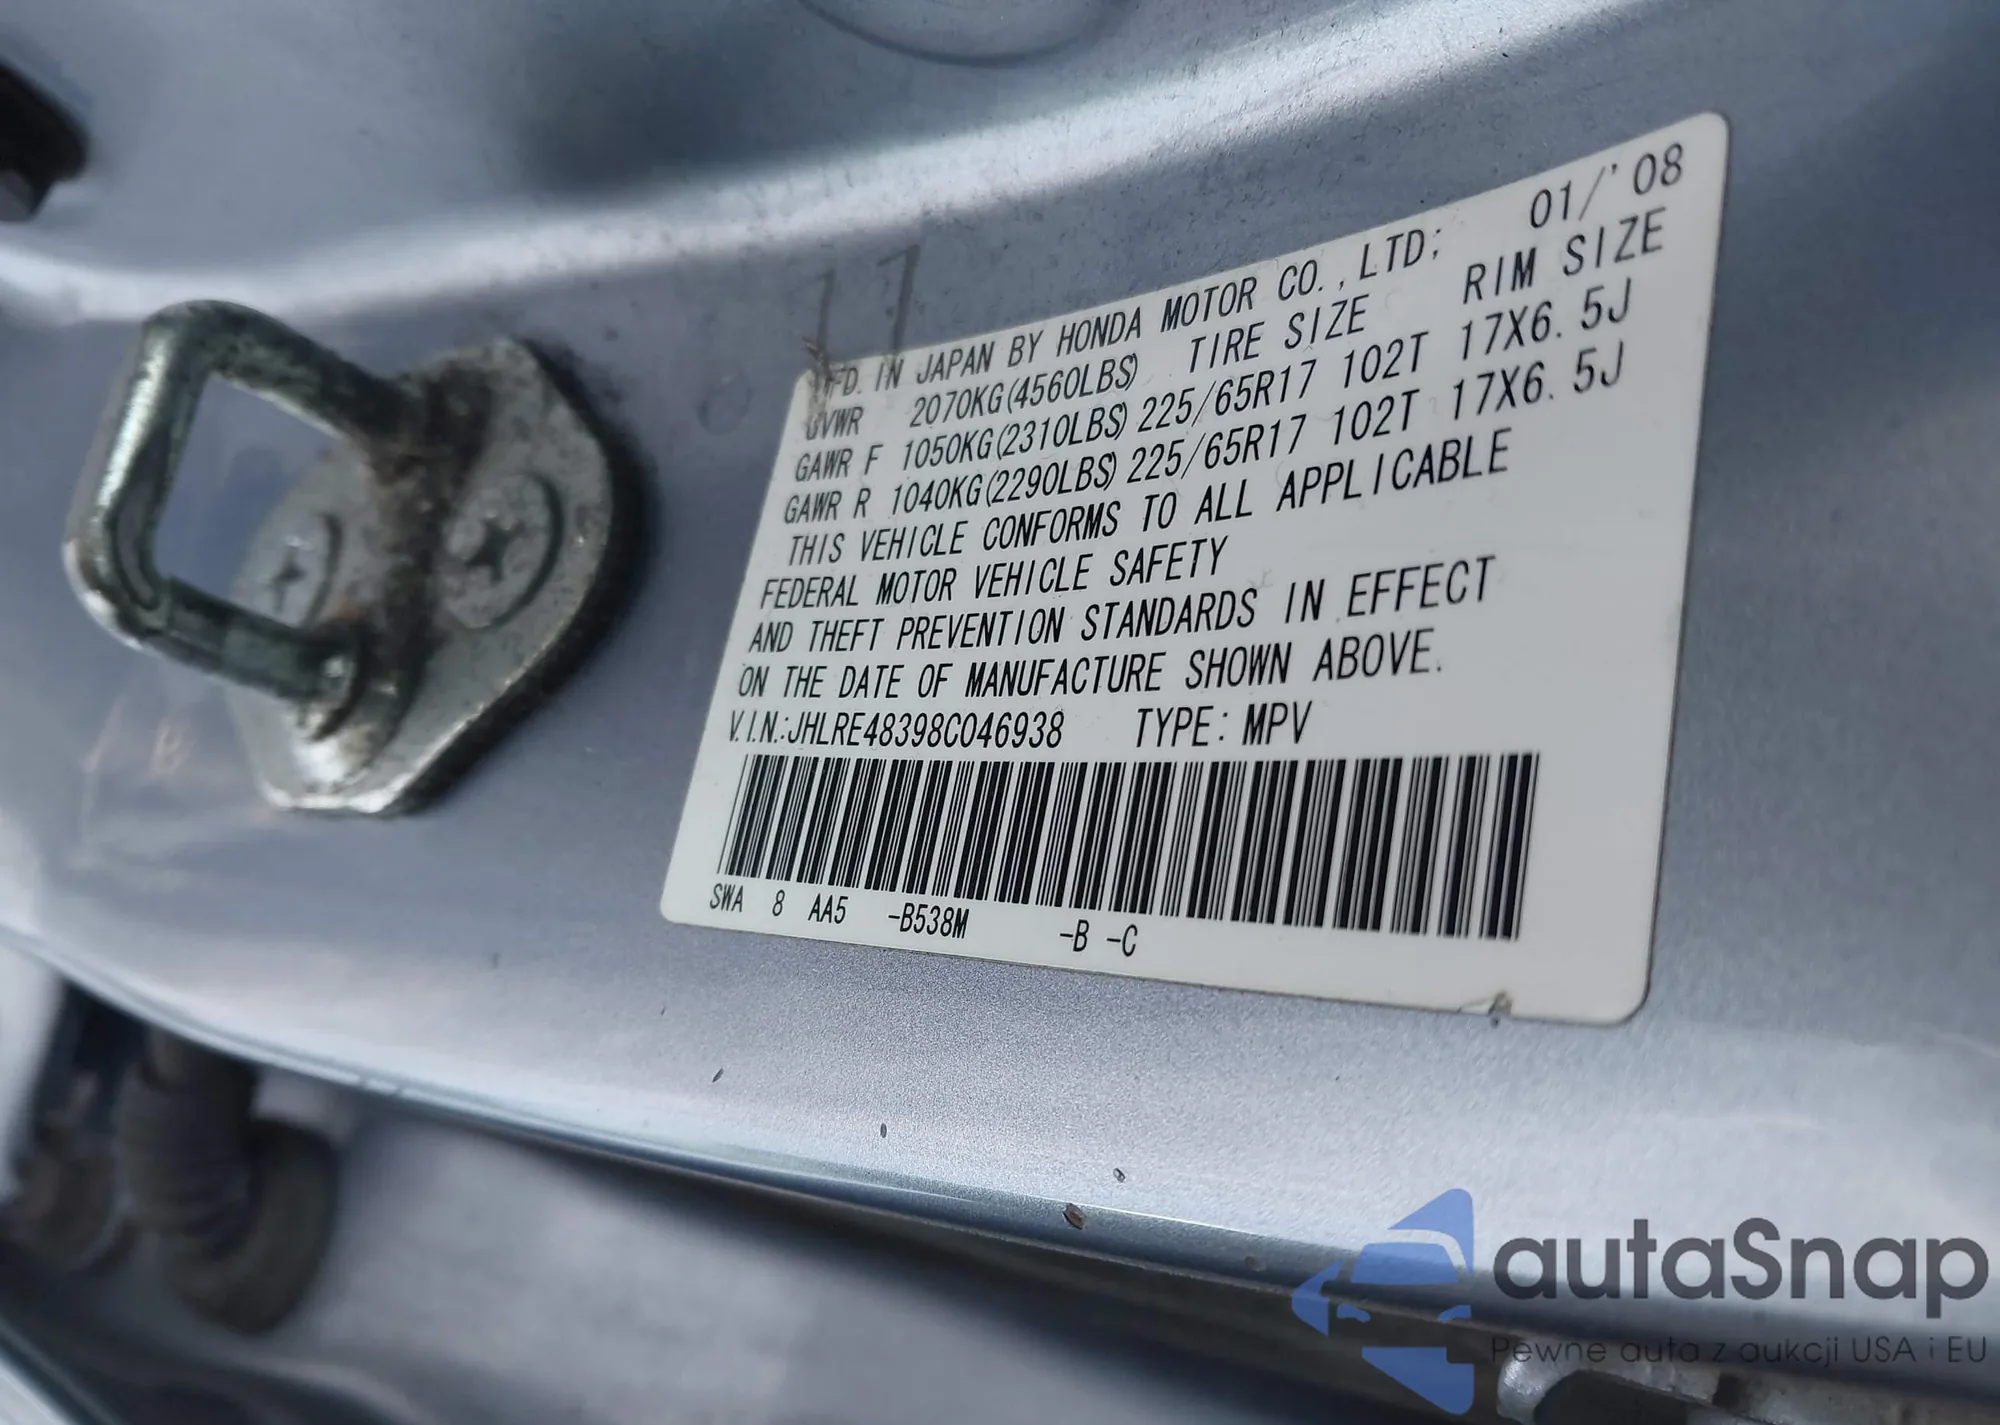 17
MFD. IN JAPAN BY HONDA MOTOR CO.,LTD; 01/'08
GVWR 2070KG(4560LBS) TIRE SIZE RIM SIZE
GAWR F 1050KG(2310LBS) 225/65R17 102T 17X6.5J
GAWR R 1040KG(2290LBS) 225/65R17 102T 17X6.5J
THIS VEHICLE CONFORMS TO ALL APPLICABLE
FEDERAL MOTOR VEHICLE SAFETY
AND THEFT PREVENTION STANDARDS IN EFFECT
ON THE DATE OF MANUFACTURE SHOWN ABOVE.
V.I.N.:JHLRE48398C046938 TYPE: MPV
SWA 8 AA5 -B538M -B -C
autaSnap
Pewne auta z aukcji USA i EU